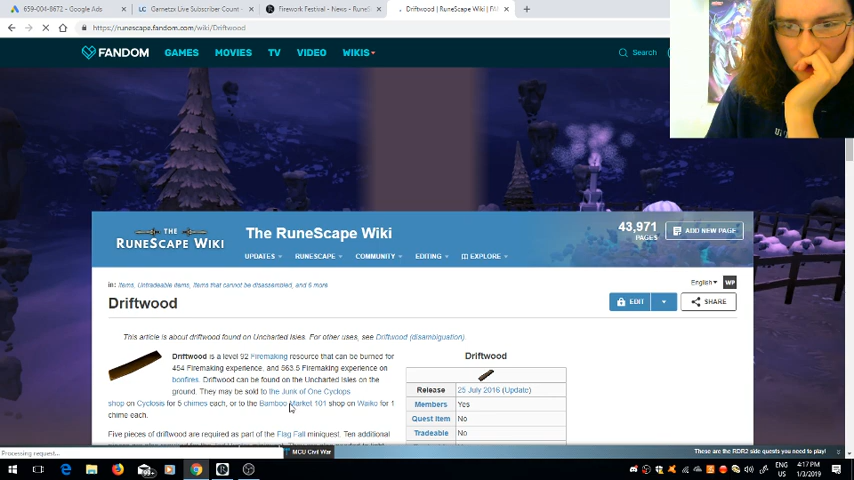 659-004-8672 - Google Ads
Garnetzx Live Subscriber Count -
Firework Festival - News - RuneS
Driftwood | RuneScape Wiki | FA
https://runescape.fandom.com/wiki/Driftwood
FANDOM GAMES MOVIES TV VIDEO WIKIS Search
THE RUNESCAPE WIKI
The RuneScape Wiki
43,971 PAGES
ADD NEW PAGE
UPDATES RUNESCAPE COMMUNITY EDITING EXPLORE
in: Items, Untradeable items, Items that cannot be disassembled, and 6 more
English WP
Driftwood
EDIT SHARE
This article is about driftwood found on Uncharted Isles. For other uses, see Driftwood (disambiguation).
Driftwood is a level 92 Firemaking resource that can be burned for
454 Firemaking experience, and 563.5 Firemaking experience on
bonfires. Driftwood can be found on the Uncharted Isles on the
ground. They may be sold to the Junk of One Cyclops
shop on Cyclosis for 5 chimes each, or to the Bamboo Market 101 shop on Waiko for 1
chime each.
Five pieces of driftwood are required as part of the Flag Fall miniquest. Ten additional
Driftwood
Release 25 July 2016 (Update)
Members Yes
Quest item No
Tradeable No
Processing request...
MCU Civil War
These are the RDR2 side quests you need to play!
99+
ENG
US
4:17 PM
1/3/2019